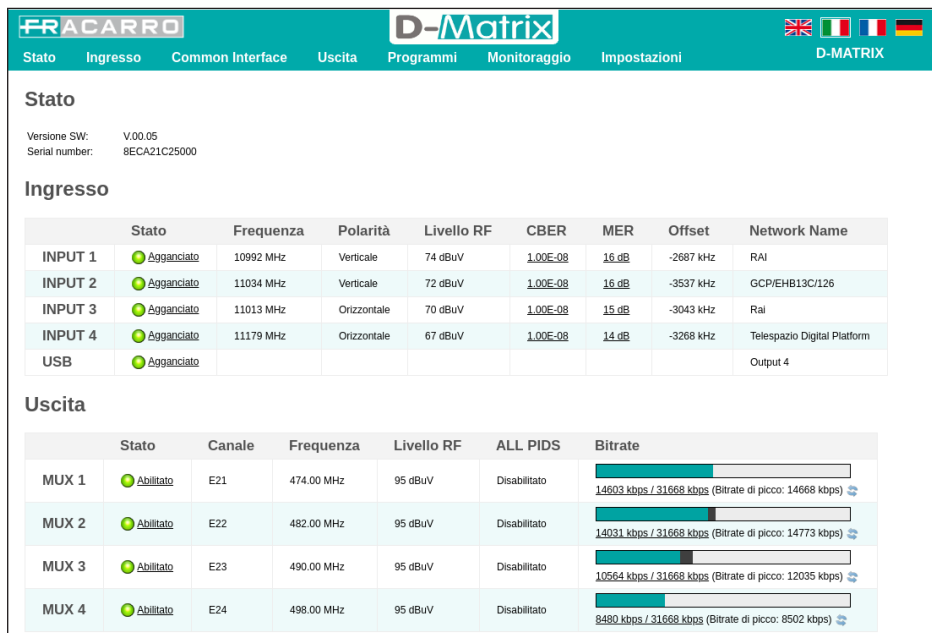 FRACARRO D-Matrix
Stato Ingresso Common Interface Uscita Programmi Monitoraggio Impostazioni D-MATRIX
Stato
Versione SW: V.00.05
Serial number: 8ECA21C25000
Ingresso
Stato Frequenza Polarità Livello RF CBER MER Offset Network Name
INPUT 1 Agganciato 10992 MHz Verticale 74 dBuV 1.00E-08 16 dB -2687 kHz RAI
INPUT 2 Agganciato 11034 MHz Verticale 72 dBuV 1.00E-08 16 dB -3537 kHz GCP/EHB13C/126
INPUT 3 Agganciato 11013 MHz Orizzontale 70 dBuV 1.00E-08 15 dB -3043 kHz Rai
INPUT 4 Agganciato 11179 MHz Orizzontale 67 dBuV 1.00E-08 14 dB -3268 kHz Telespazio Digital Platform
USB Agganciato Output 4
Uscita
Stato Canale Frequenza Livello RF ALL PIDS Bitrate
MUX 1 Abilitato E21 474.00 MHz 95 dBuV Disabilitato 14603 kbps / 31668 kbps (Bitrate di picco: 14668 kbps)
MUX 2 Abilitato E22 482.00 MHz 95 dBuV Disabilitato 14031 kbps / 31668 kbps (Bitrate di picco: 14773 kbps)
MUX 3 Abilitato E23 490.00 MHz 95 dBuV Disabilitato 10564 kbps / 31668 kbps (Bitrate di picco: 12035 kbps)
MUX 4 Abilitato E24 498.00 MHz 95 dBuV Disabilitato 8480 kbps / 31668 kbps (Bitrate di picco: 8502 kbps)